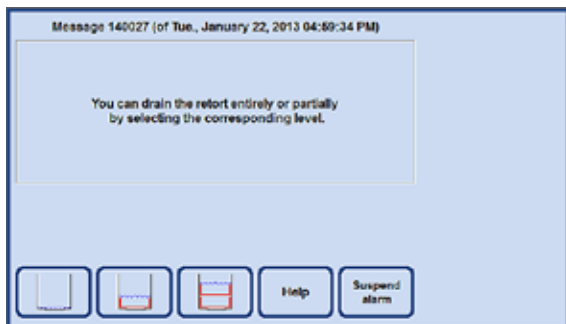 Message 140027 (of Tue., January 22, 2013 04:59:34 PM)
You can drain the retort entirely or partially
by selecting the corresponding level.
Help
Suspend
alarm